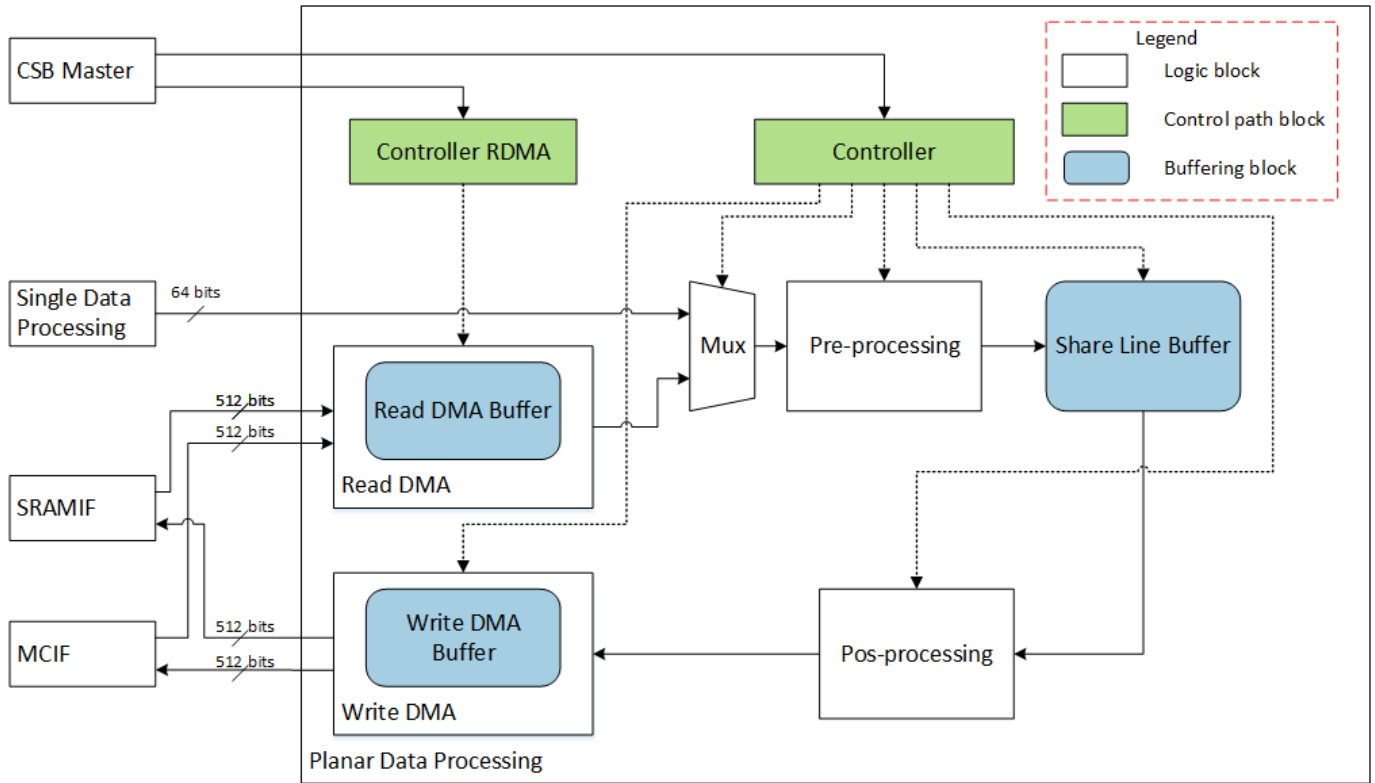 CSB Master
Legend
Logic block
Control path block
Buffering block
Controller RDMA
Controller
Single Data
Processing
64 bits
Mux
Pre-processing
Share Line Buffer
Read DMA Buffer
Read DMA
512 bits
512 bits
SRAMIF
MCIF
512 bits
512 bits
Write DMA
Buffer
Write DMA
Pos-processing
Planar Data Processing